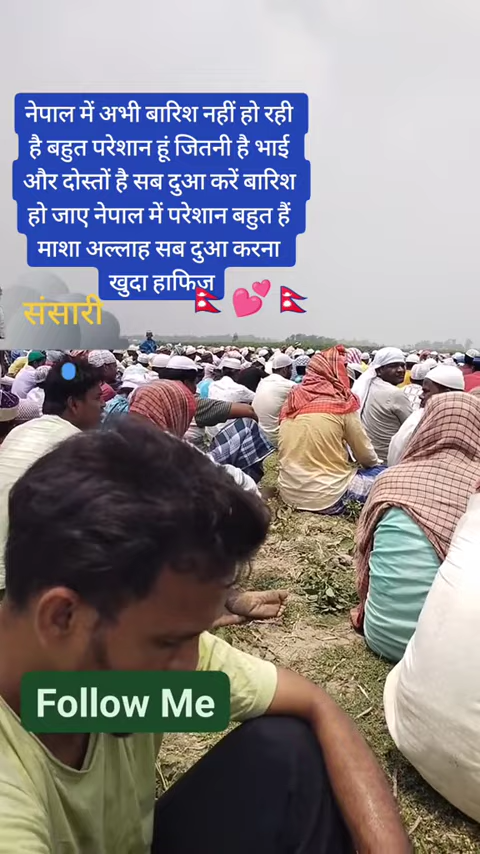 नेपाल में अभी बारिश नहीं हो रही
है बहुत परेशान हूं जितनी है भाई
और दोस्तों है सब दुआ करें बारिश
हो जाए नेपाल में परेशान बहुत हैं
माशा अल्लाह सब दुआ करना
खुदा हाफिज
संसारी
Follow Me